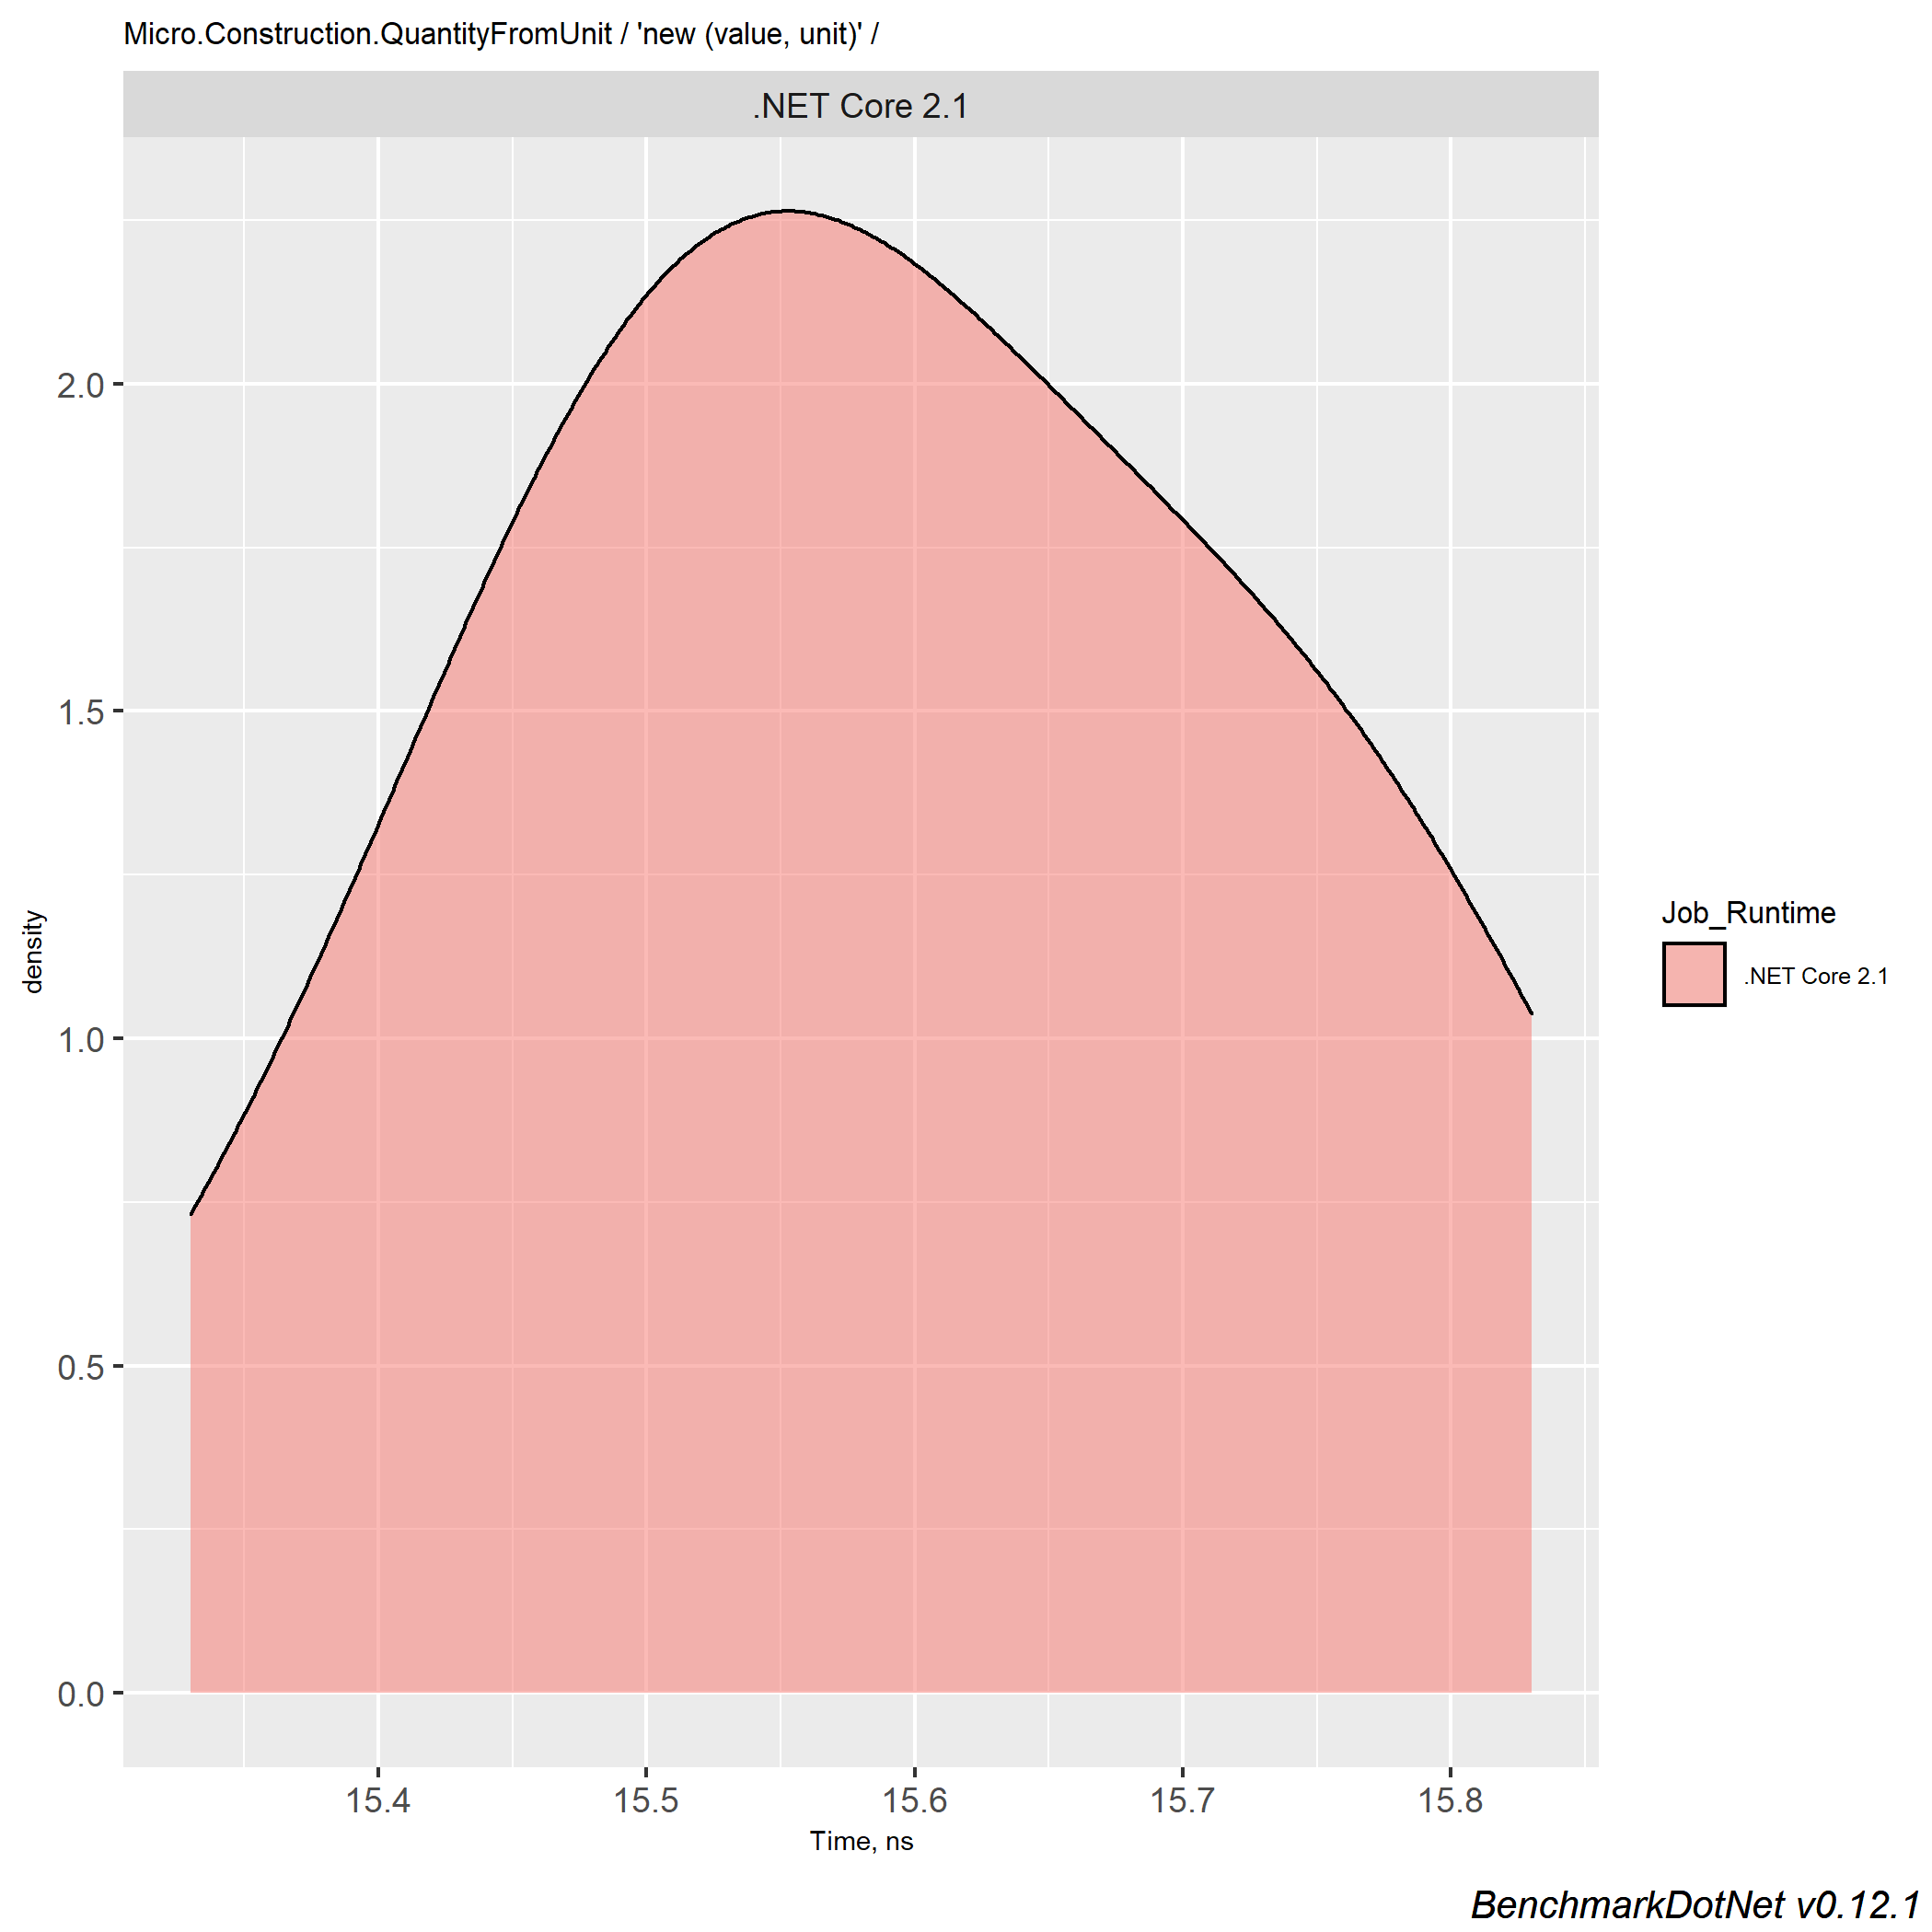 Micro.Construction.QuantityFromUnit / 'new (value, unit)' /
.NET Core 2.1
2.0
1.5
1.0
0.5
0.0
density
15.4 15.5 15.6 15.7 15.8
Time, ns
Job_Runtime
.NET Core 2.1
BenchmarkDotNet v0.12.1